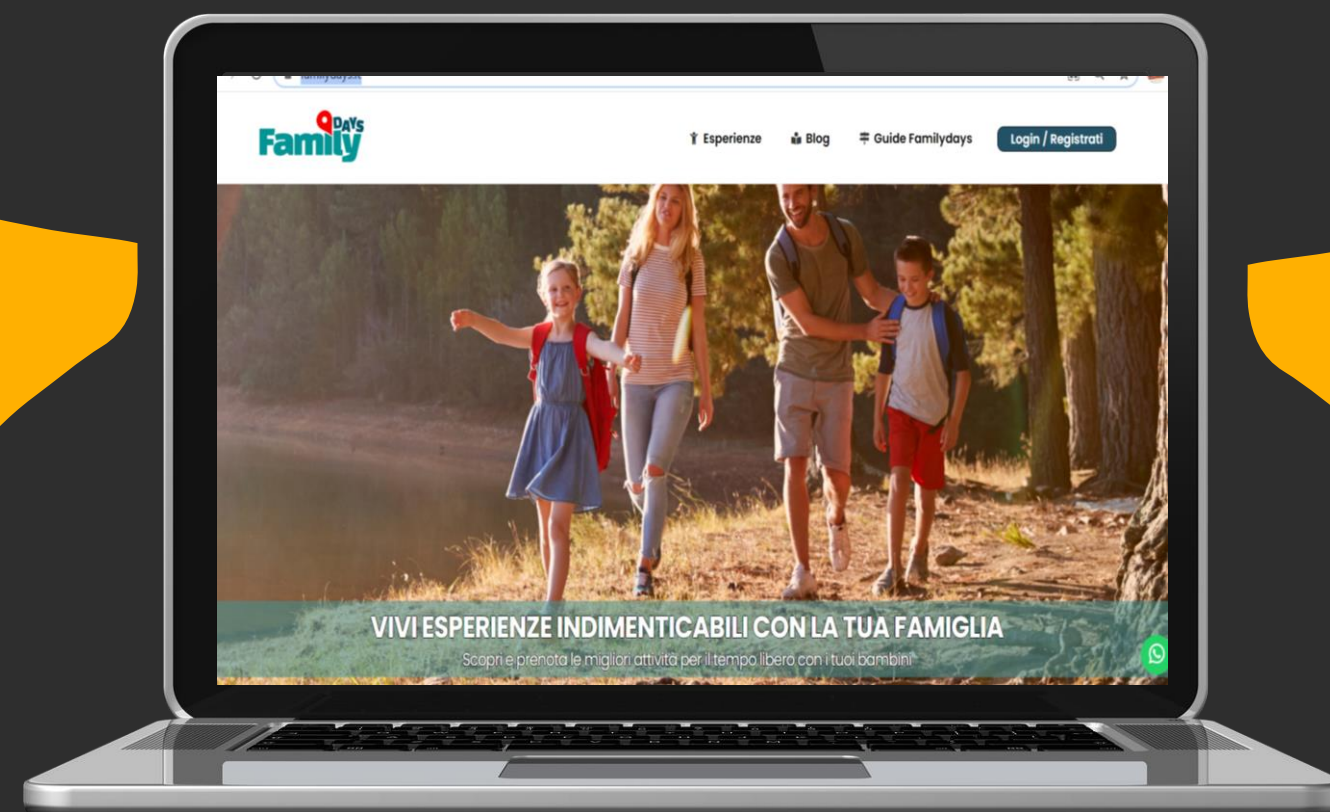 Family DAYS
Esperienze
Blog
Guide Familydays
Login / Registrati
VIVI ESPERIENZE INDIMENTICABILI CON LA TUA FAMIGLIA
Scopri e prenota le migliori attività per il tempo libero con i tuoi bambini